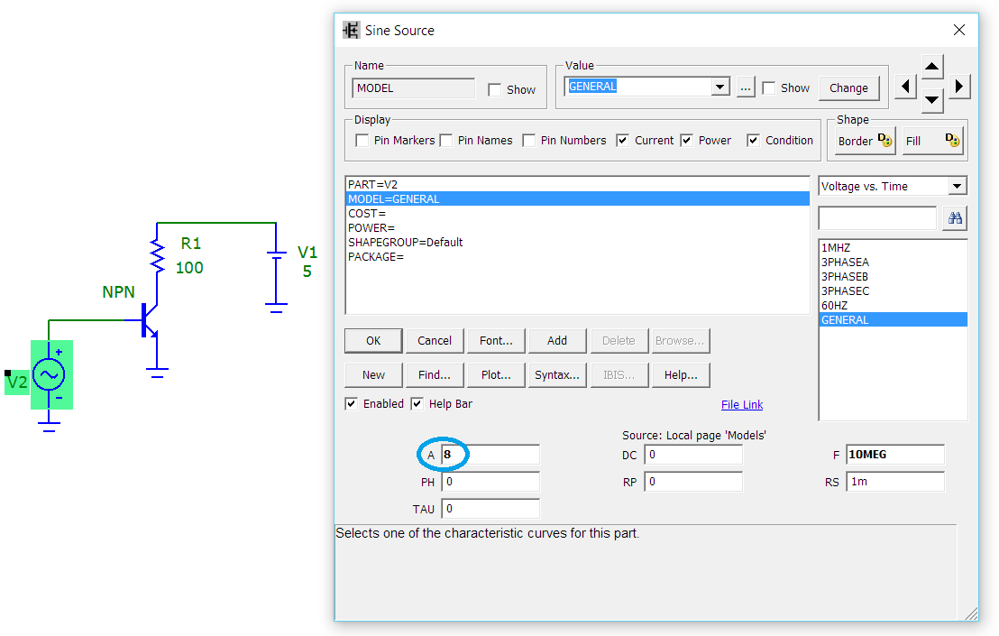 Sine Source
Name
MODEL
Show
Value
GENERAL
...
Show
Change
Display
Pin Markers
Pin Names
Pin Numbers
Current
Power
Condition
Shape
Border
D
Fill
D
PART=V2
MODEL=GENERAL
COST=
POWER=
SHAPEGROUP=Default
PACKAGE=
Voltage vs. Time
1MHZ
3PHASEA
3PHASEB
3PHASEC
60HZ
GENERAL
OK
Cancel
Font...
Add
Delete
Browse...
New
Find...
Plot...
Syntax...
IBIS...
Help...
Enabled
Help Bar
File Link
Source: Local page 'Models'
A 8
DC 0
F 10MEG
PH 0
RP 0
RS 1m
TAU 0
Selects one of the characteristic curves for this part.
R1
100
V1
5
NPN
V2
+
-